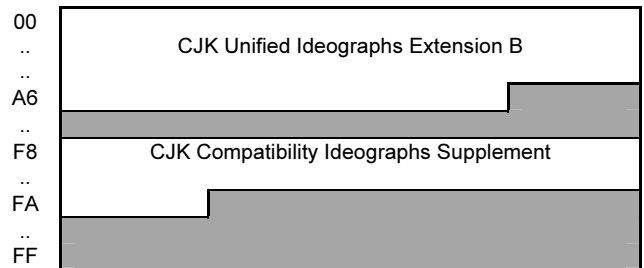 00
.. CJK Unified Ideographs Extension B
..
A6
..
F8 CJK Compatibility Ideographs Supplement
..
FA
..
FF